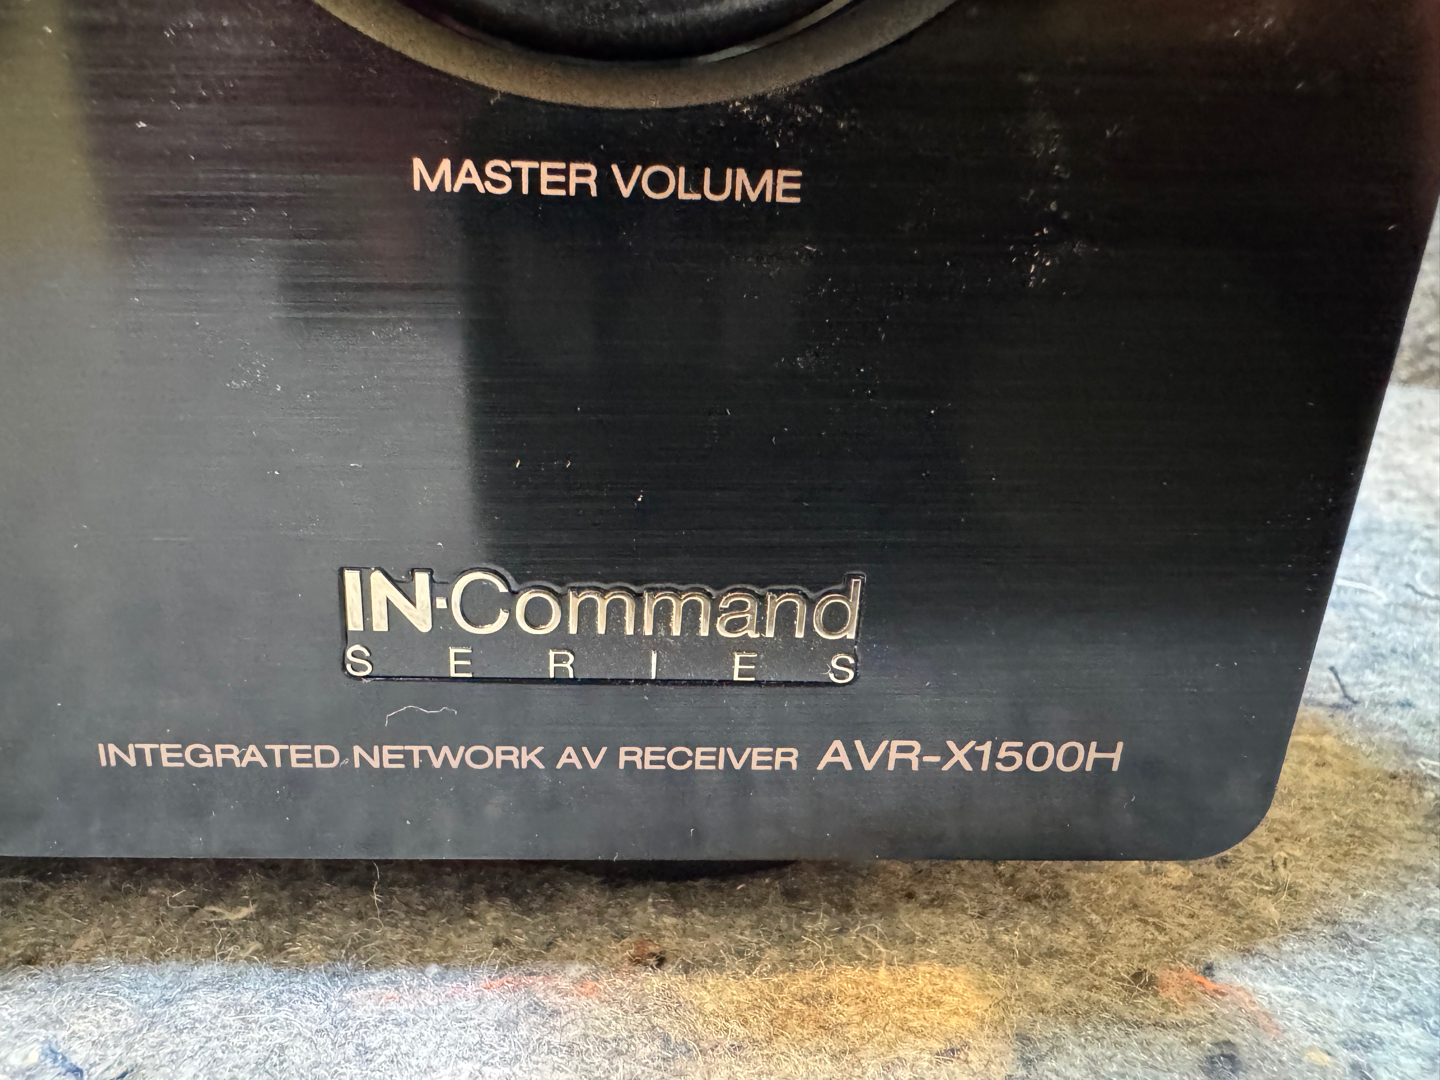 MASTER VOLUME
IN·Command
SERIES
INTEGRATED NETWORK AV RECEIVER AVR-X1500H